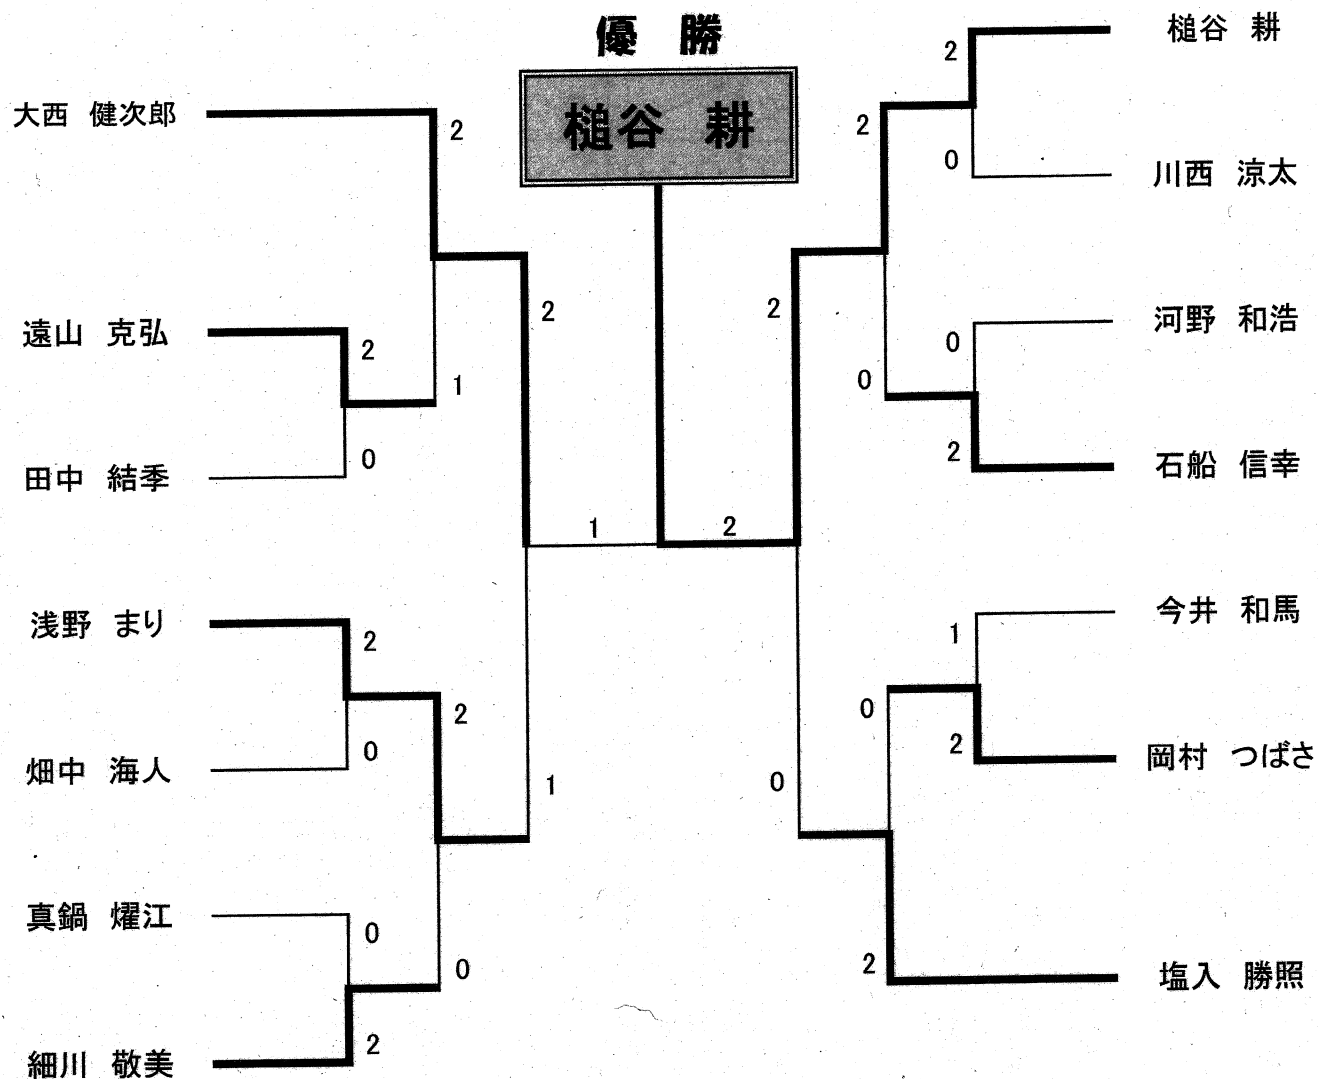 優 勝
槌谷 耕
大西 健次郎
2
遠山 克弘
2
1
田中 結季
0
2
浅野 まり
2
2
畑中 海人
0
1
真鍋 燿江
0
0
細川 敬美
2
1
2
槌谷 耕
2
2
川西 涼太
0
2
河野 和浩
0
0
石船 信幸
2
今井 和馬
1
0
岡村 つばさ
2
0
塩入 勝照
2